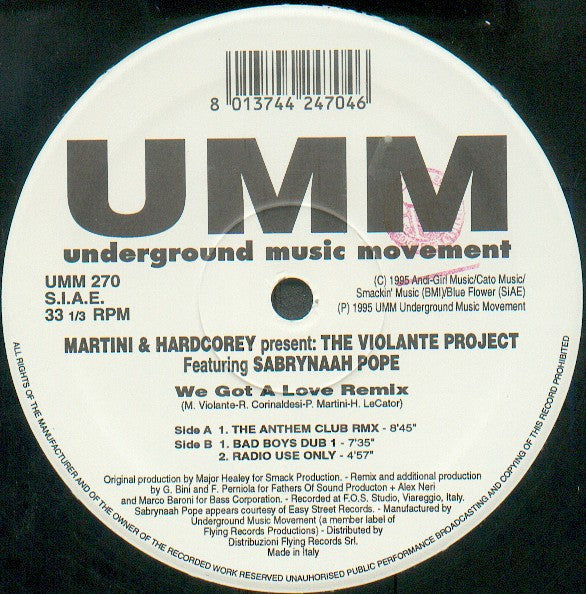 8 013744 247046
UMM
underground music movement
UMM 270
S.I.A.E.
33 1/3 RPM
(C) 1995 Andi-Girl Music/Cato Music/
Smackin' Music (BMI)/Blue Flower (SIAE)
(P) 1995 UMM Underground Music Movement
MARTINI & HARDCOREY present: THE VIOLANTE PROJECT
Featuring SABRYNAAH POPE
We Got A Love Remix
(M. Violante-R. Corinaldesi-P. Martini-H. LeCator)
Side A 1. THE ANTHEM CLUB RMX - 8'45"
Side B 1. BAD BOYS DUB 1 - 7'35"
2. RADIO USE ONLY - 4'57"
Original production by Major Healey for Smack Production. - Remix and additional production
by G. Bini and F. Perniola for Fathers Of Sound Producton + Alex Neri
and Marco Baroni for Bass Corporation. - Recorded at F.O.S. Studio, Viareggio, Italy.
Sabrynaah Pope appears courtesy of Easy Street Records. - Manufactured by
Underground Music Movement (a member label of
Flying Records Productions) - Distributed by
Distribuzioni Flying Records Srl.
Made in Italy
ALL RIGHTS OF THE MANUFACTURER AND OF THE OWNER OF THE RECORDED WORK RESERVED UNAUTHORISED PUBLIC PERFORMANCE BROADCASTING AND COPYING OF THIS RECORD PROHIBITED